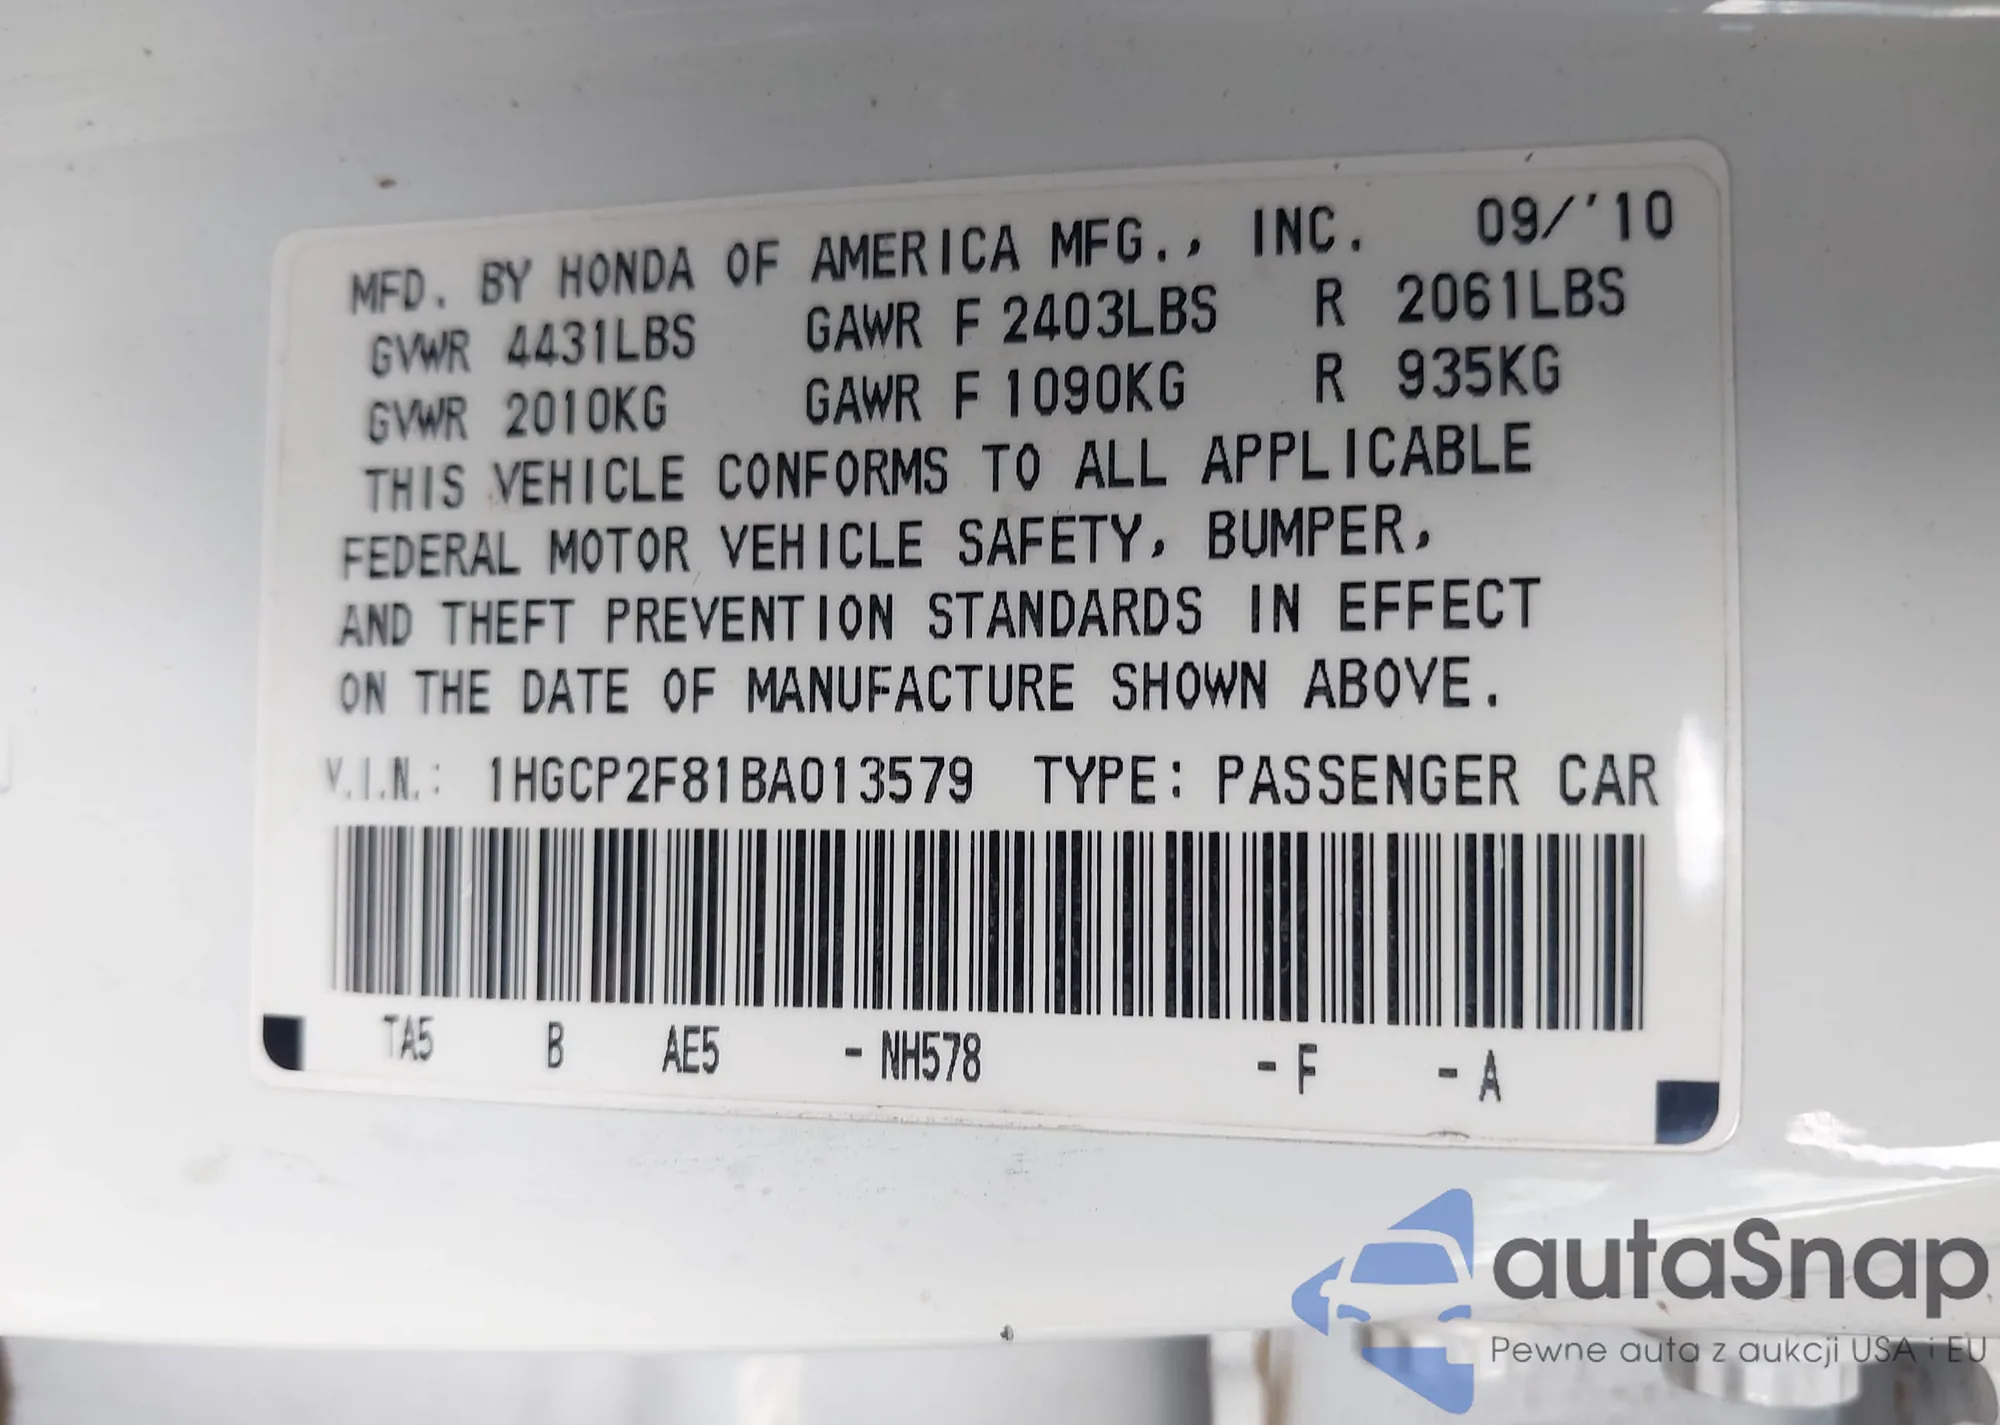 MFD. BY HONDA OF AMERICA MFG., INC. 09/'10
GVWR 4431LBS GAWR F 2403LBS R 2061LBS
GVWR 2010KG GAWR F 1090KG R 935KG
THIS VEHICLE CONFORMS TO ALL APPLICABLE
FEDERAL MOTOR VEHICLE SAFETY, BUMPER,
AND THEFT PREVENTION STANDARDS IN EFFECT
ON THE DATE OF MANUFACTURE SHOWN ABOVE.
V.I.N.: 1HGCP2F81BA013579 TYPE: PASSENGER CAR
TA5 B AE5 - NH578 - F - A
autaSnap
Pewne auta z aukcji USA i EU